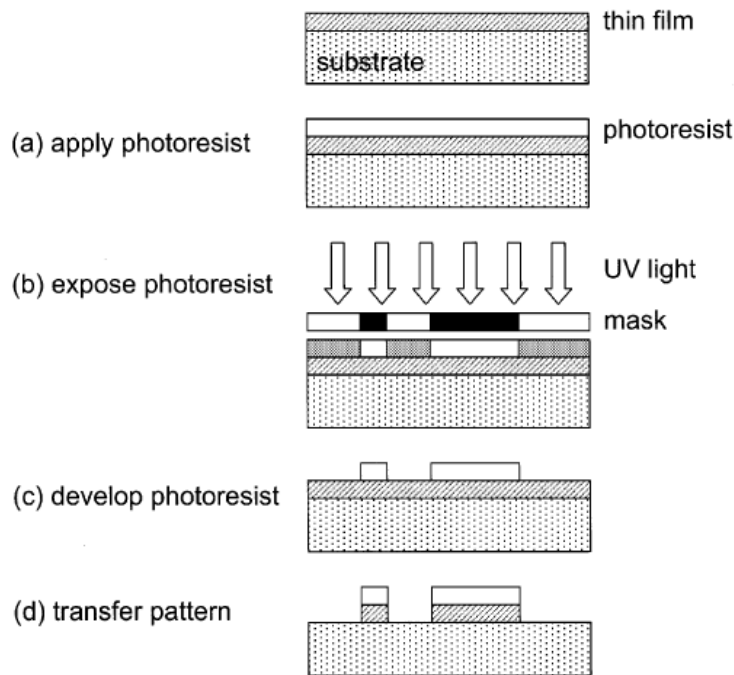 thin film
substrate
(a) apply photoresist
photoresist
(b) expose photoresist
UV light
mask
(c) develop photoresist
(d) transfer pattern